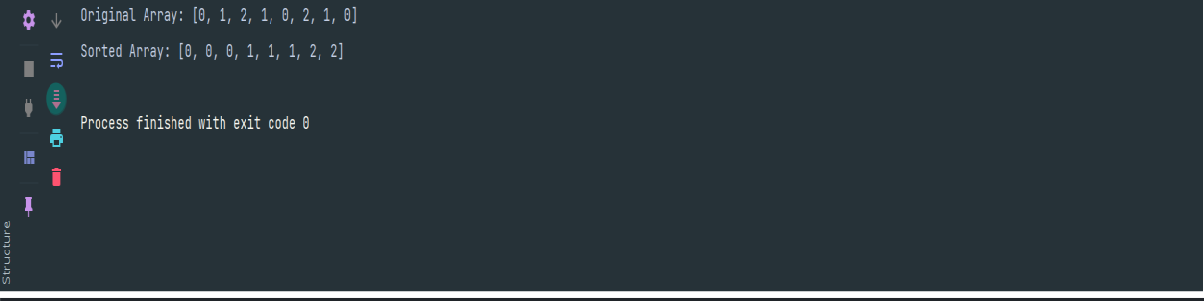 Original Array: [0, 1, 2, 1, 0, 2, 1, 0]
Sorted Array: [0, 0, 0, 1, 1, 1, 2, 2]
Process finished with exit code 0
Structure